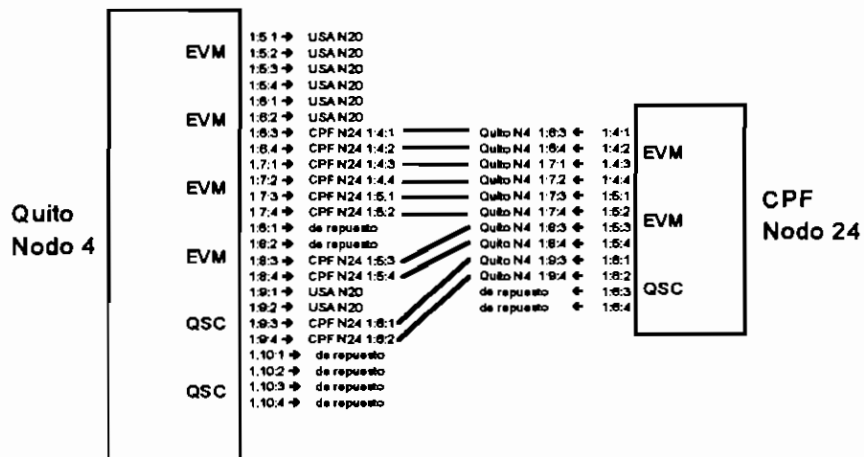 Quito
Nodo 4
EVM
EVM
EVM
EVM
QSC
QSC
1:5 1 → USA N20
1:5:2 → USA N20
1:5:3 → USA N20
1:5:4 → USA N20
1:6:1 → USA N20
1:6:2 → USA N20
1:6:3 → CPF N24 1:4:1
1:6:4 → CPF N24 1:4:2
1.7:1 → CPF N24 1:4:3
1:7:2 → CPF N24 1:4.4
1 7:3 → CPF N24 1:5.1
1 7:4 → CPF N24 1:5:2
1:8:1 → de repuesto
1:8:2 → de repuesto
1:8:3 → CPF N24 1:5:3
1:8:4 → CPF N24 1:5:4
1:9:1 → USA N20
1:9:2 → USA N20
1:9:3 → CPF N24 1:6:1
1:9:4 → CPF N24 1:6:2
1.10:1 → de repuesto
1.10:2 → de repuesto
1.10:3 → de repuesto
1.10:4 → de repuesto
Quito N4 1:6:3 ← 1:4:1
Quito N4 1:6:4 ← 1:4:2
Quito N4 1:7 1 ← 1:4:3
Quito N4 1:7.2 ← 1:4:4
Quito N4 1:7:3 ← 1:5:1
Quito N4 1:7:4 ← 1:5:2
Quito N4 1:8:3 ← 1:5:3
Quito N4 1:8:4 ← 1:5:4
Quito N4 1:9:3 ← 1:6:1
Quito N4 1:9:4 ← 1:6:2
de repuesto ← 1:6:3
de repuesto ← 1:6:4
EVM
EVM
QSC
CPF
Nodo 24